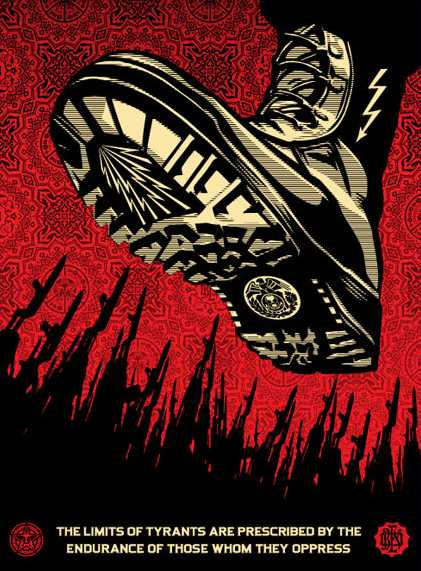 THE LIMITS OF TYRANTS ARE PRESCRIBED BY THE
ENDURANCE OF THOSE WHOM THEY OPPRESS